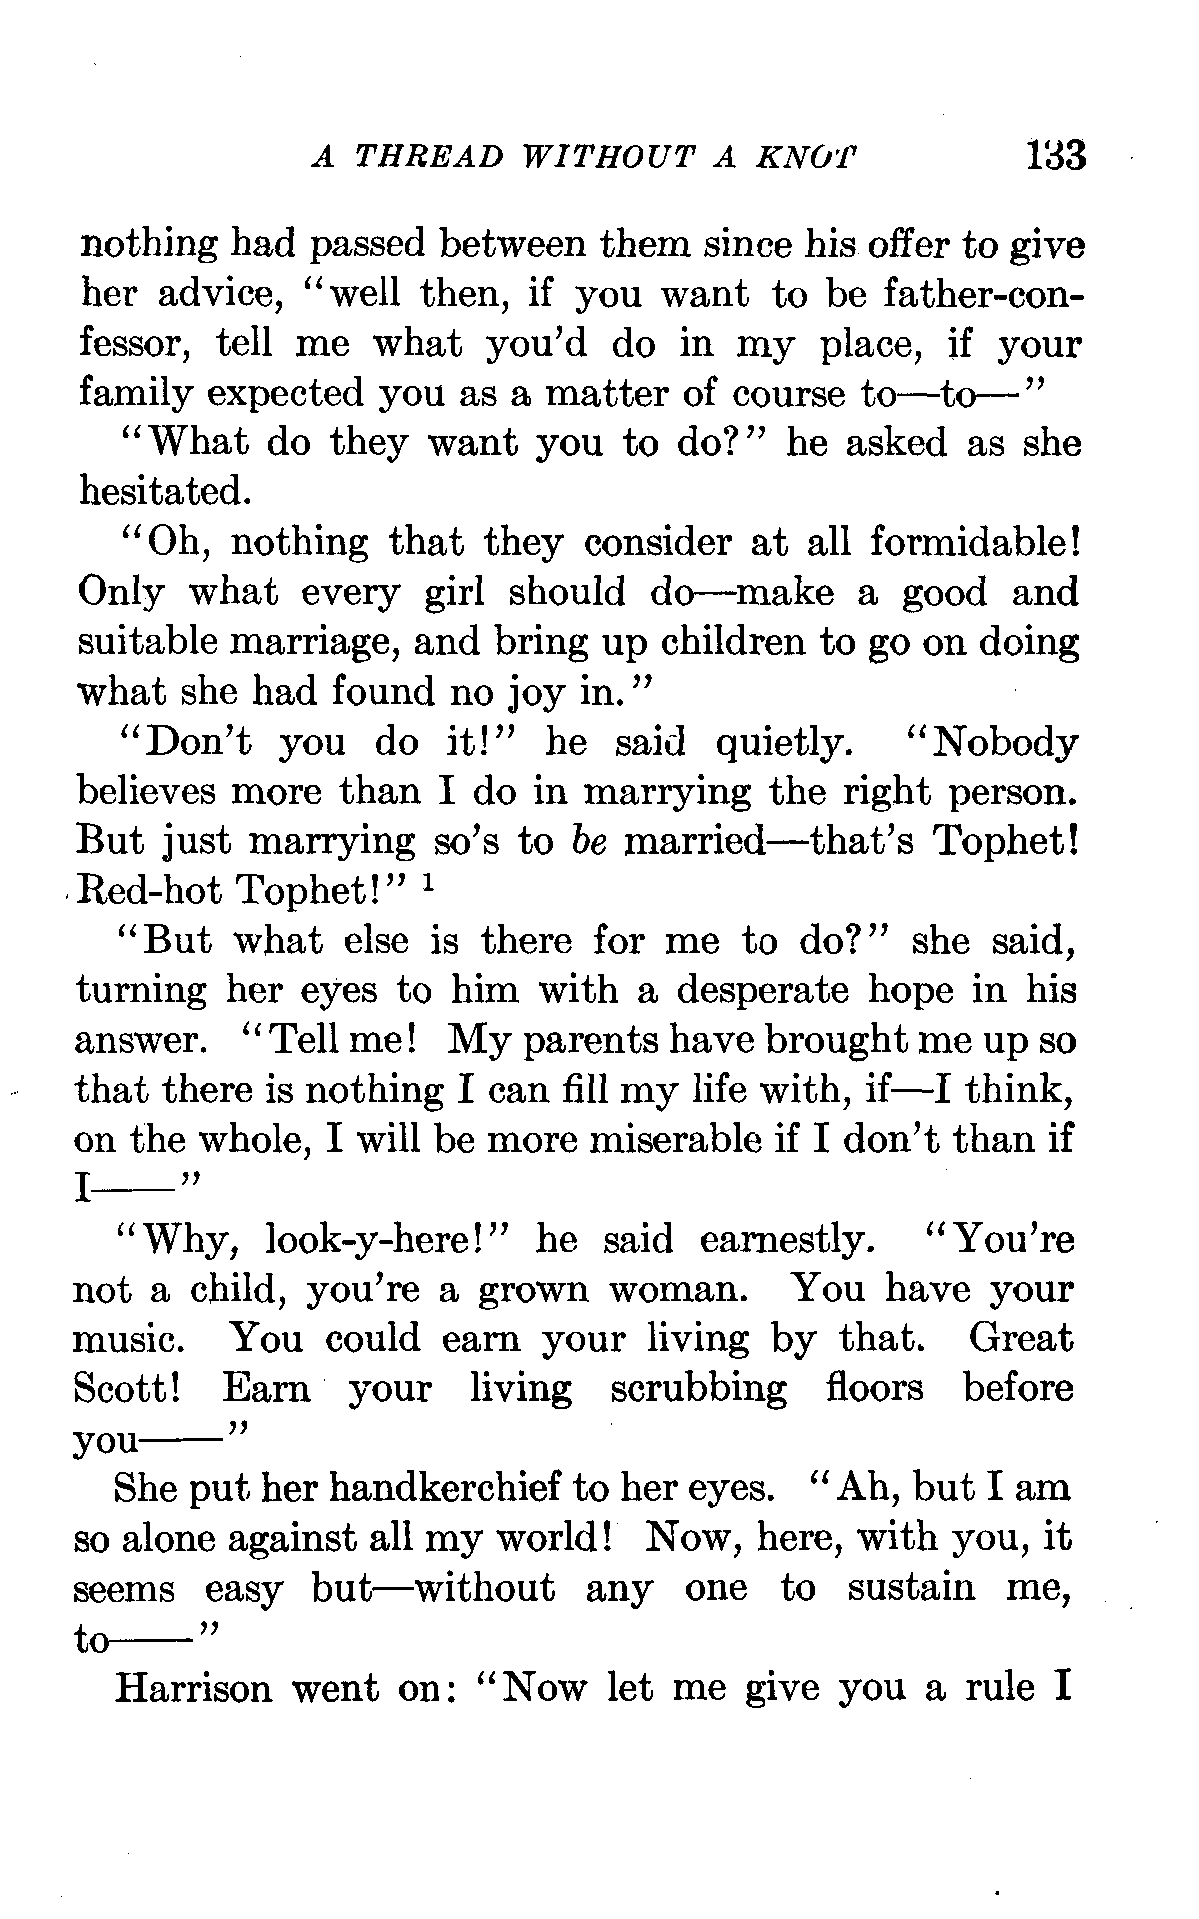 A THREAD WITHOUT A KNOT 133
nothing had passed between them since his offer to give
her advice, "well then, if you want to be father-con-
fessor, tell me what you'd do in my place, if your
family expected you as a matter of course to—to—"
"What do they want you to do?" he asked as she
hesitated.
"Oh, nothing that they consider at all formidable!
Only what every girl should do—make a good and
suitable marriage, and bring up children to go on doing
what she had found no joy in."
"Don't you do it!" he said quietly. "Nobody
believes more than I do in marrying the right person.
But just marrying so's to be married—that's Tophet!
Red-hot Tophet!" 1
"But what else is there for me to do?" she said,
turning her eyes to him with a desperate hope in his
answer. "Tell me! My parents have brought me up so
that there is nothing I can fill my life with, if—I think,
on the whole, I will be more miserable if I don't than if
I——"
"Why, look-y-here!" he said earnestly. "You're
not a child, you're a grown woman. You have your
music. You could earn your living by that. Great
Scott! Earn your living scrubbing floors before
you——"
She put her handkerchief to her eyes. "Ah, but I am
so alone against all my world! Now, here, with you, it
seems easy but—without any one to sustain me,
to——"
Harrison went on: "Now let me give you a rule I